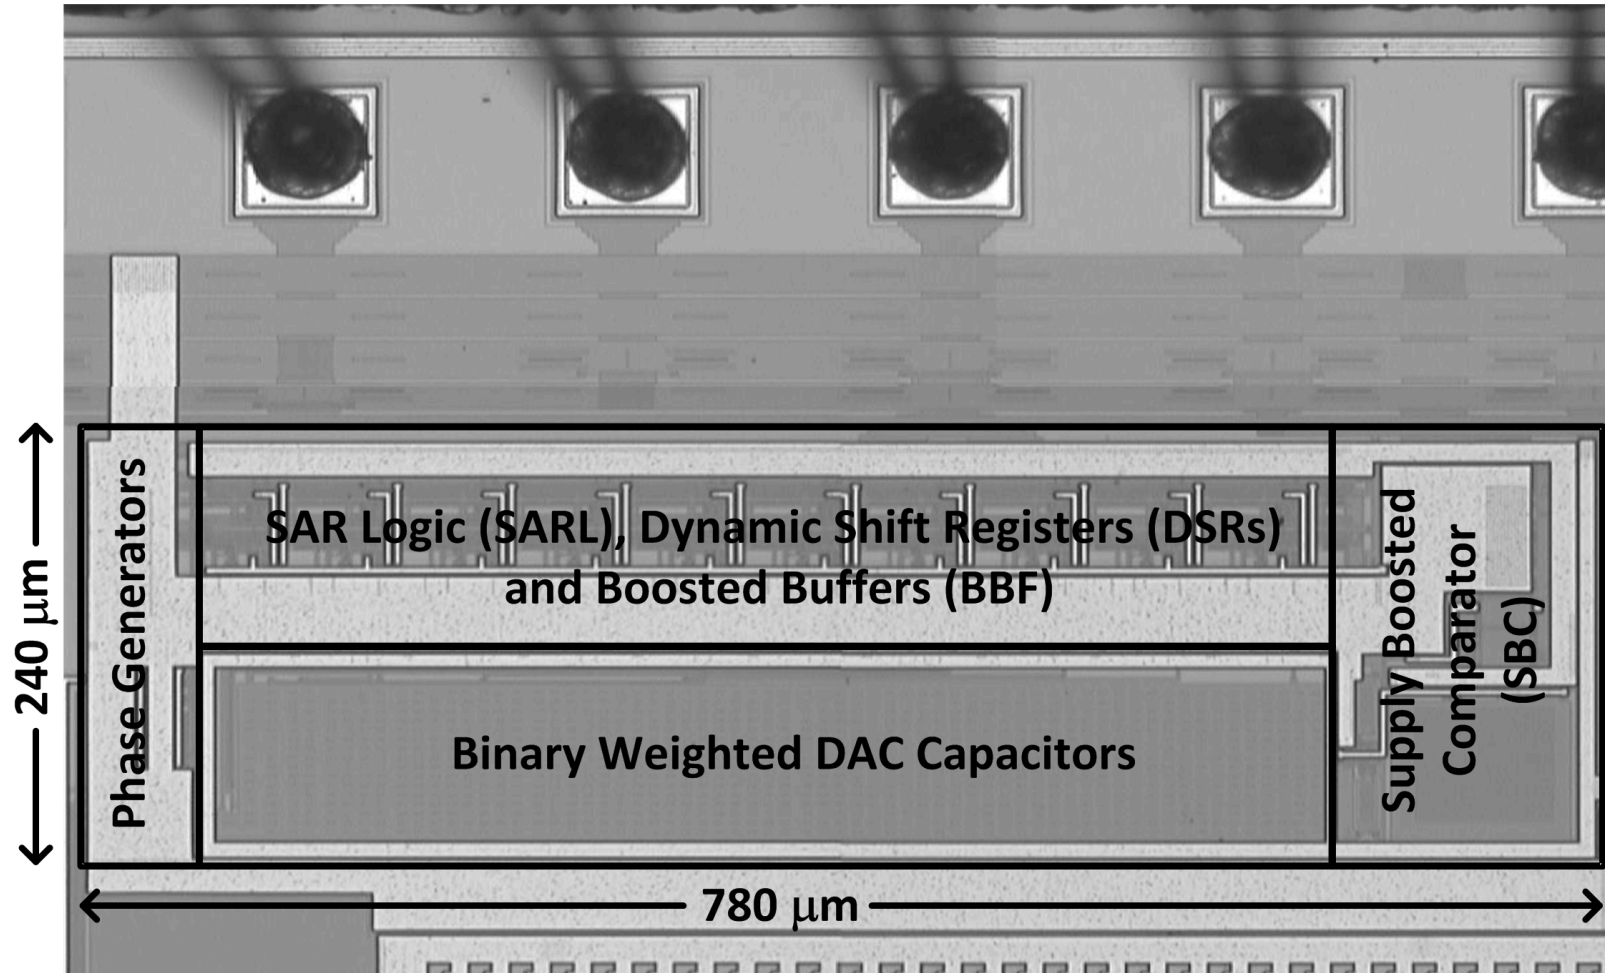 SAR Logic (SARL), Dynamic Shift Registers (DSRs)
and Boosted Buffers (BBF)
Phase Generators
Supply Boosted
Comparator
(SBC)
240 μm
Binary Weighted DAC Capacitors
780 μm